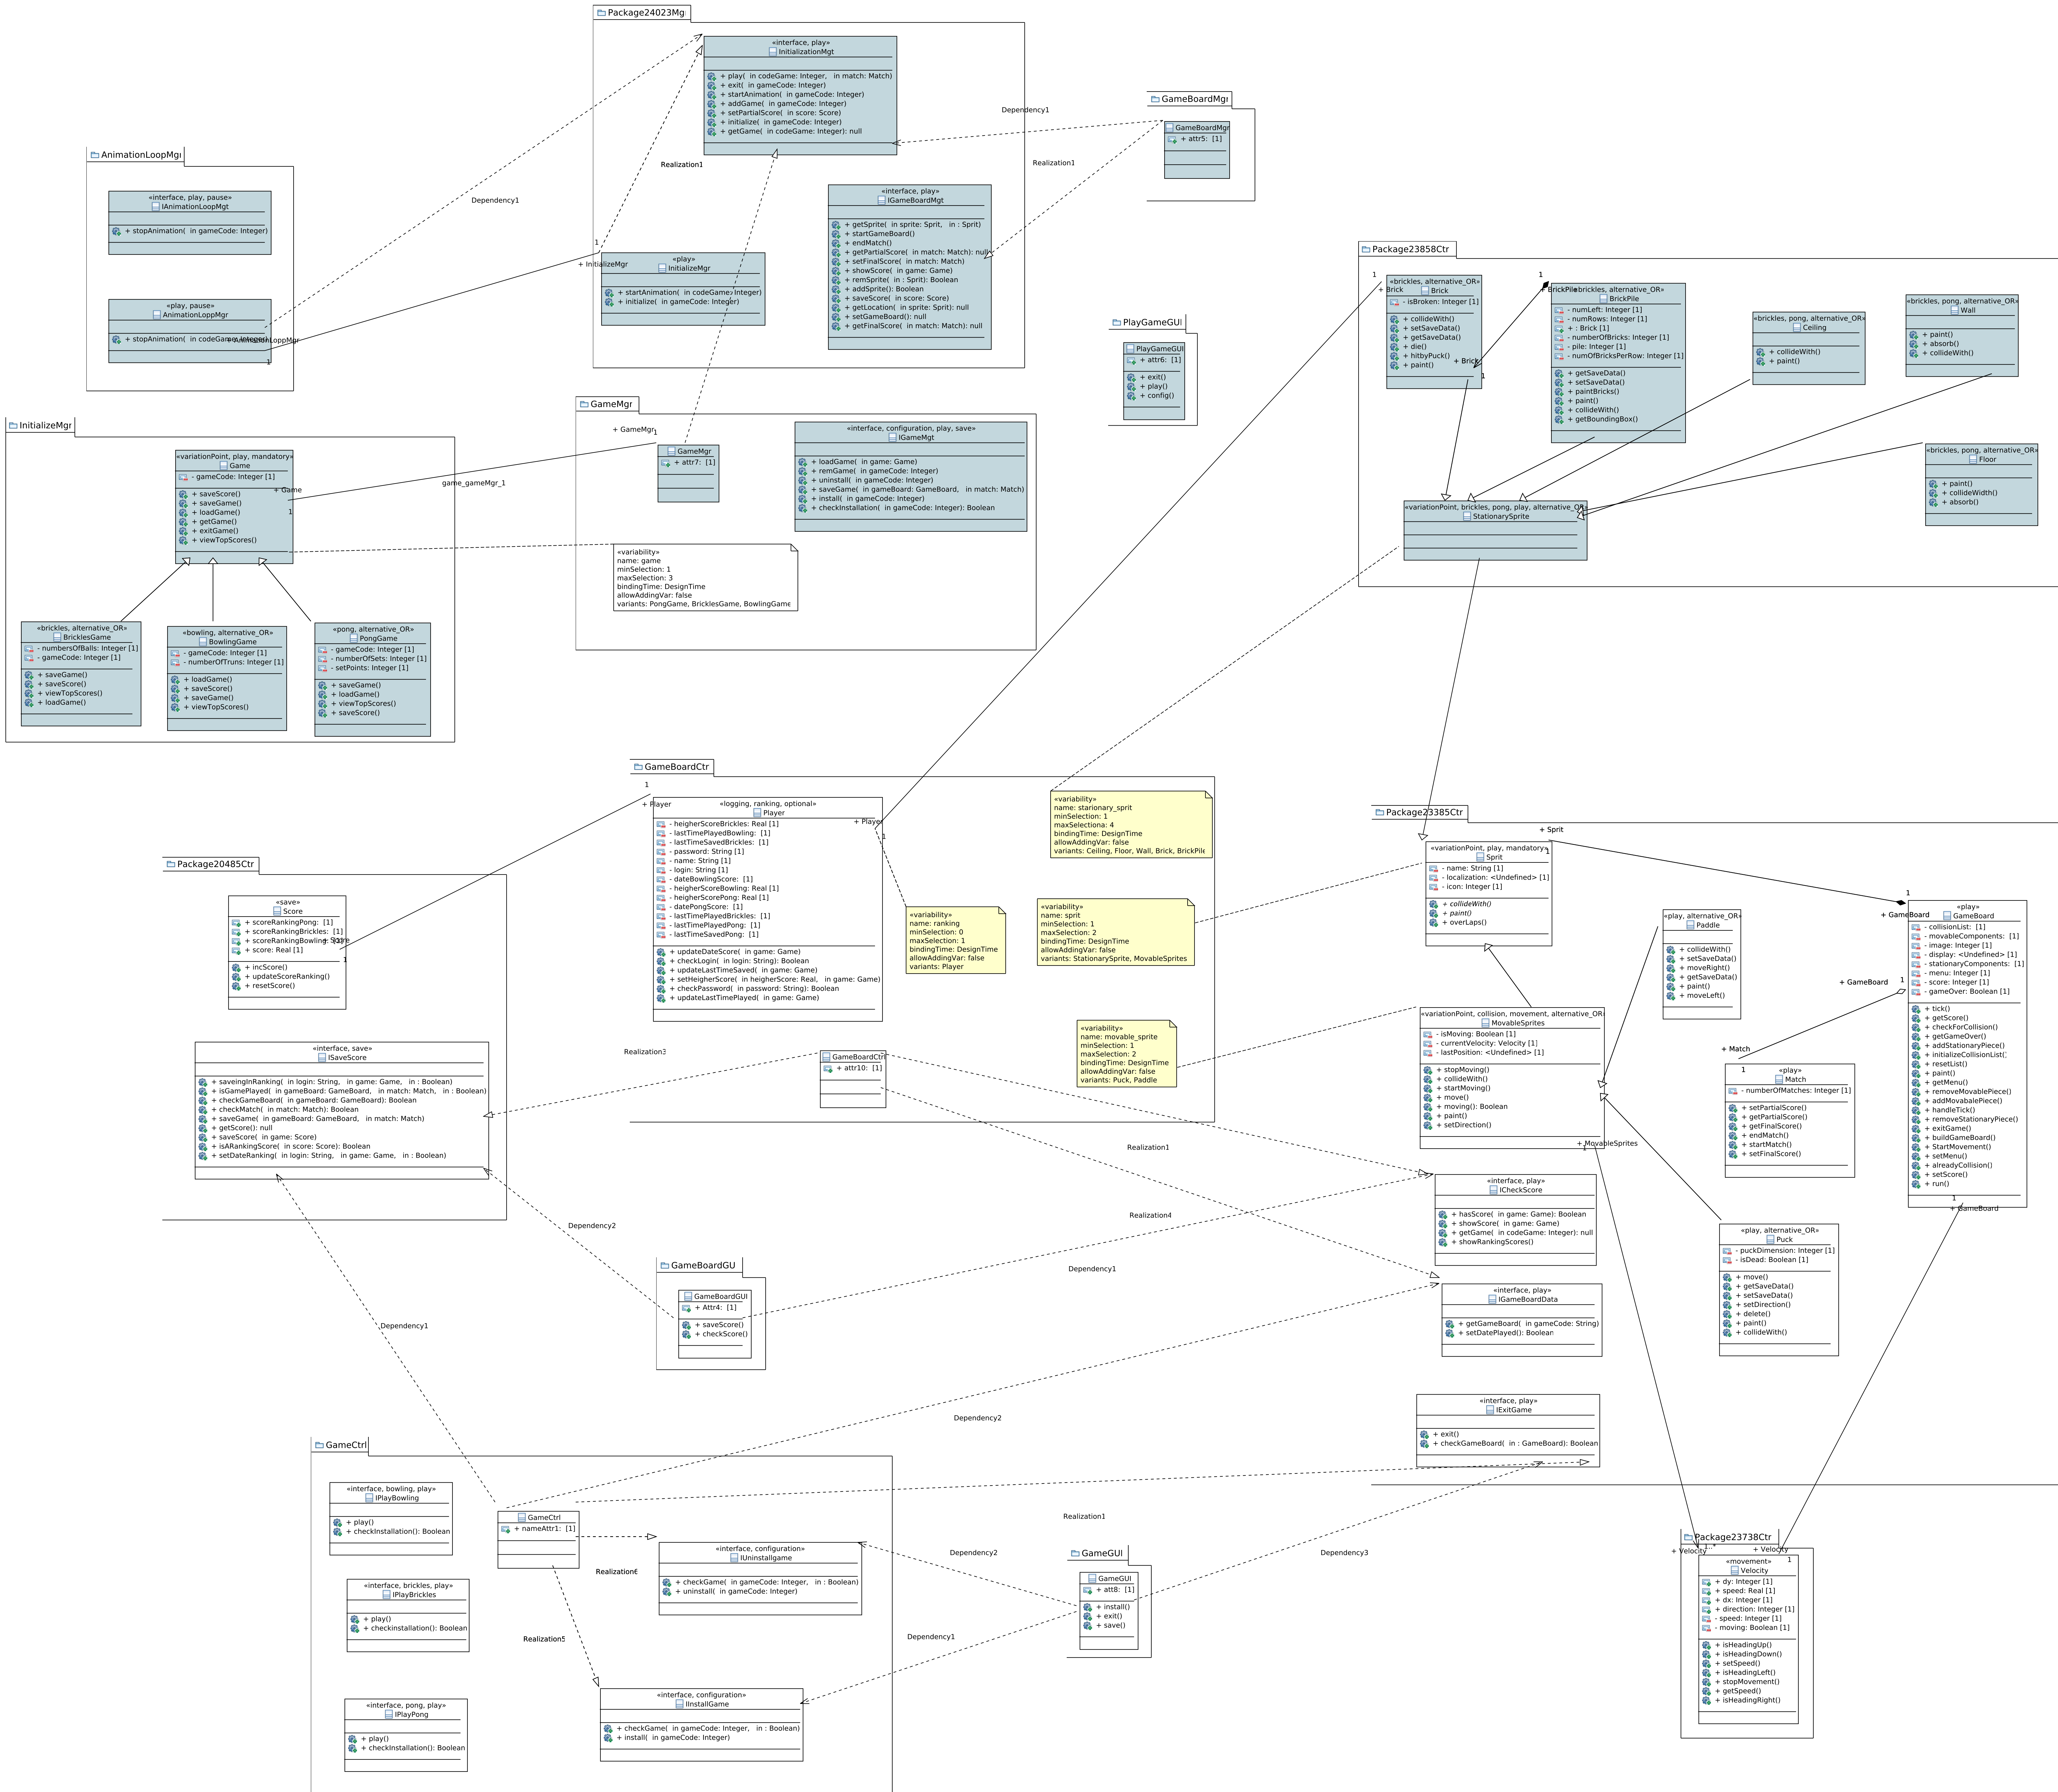 Package24023Mg
«interface, play»
InitializationMgt
+ play(  in codeGame: Integer,   in match: Match)
+ exit(  in gameCode: Integer)
+ startAnimation(  in gameCode: Integer)
+ addGame(  in gameCode: Integer)
+ setPartialScore(  in score: Score)
+ initialize(  in gameCode: Integer)
+ getGame(  in codeGame: Integer): null
Dependency1
Realization1
Realization1
Dependency1
«interface, play»
IGameBoardMgt
+ getSprite(  in sprite: Sprit,   in : Sprit)
+ startGameBoard()
+ endMatch()
+ getPartialScore(  in match: Match): null
+ setFinalScore(  in match: Match)
+ showScore(  in game: Game)
+ remSprite(  in : Sprit): Boolean
+ addSprite(): Boolean
+ saveScore(  in score: Score)
+ getLocation(  in sprite: Sprit): null
+ setGameBoard(): null
+ getFinalScore(  in match: Match): null
1
+ InitializeMgr
«play»
InitializeMgr
+ startAnimation(  in codeGame: Integer)
+ initialize(  in gameCode: Integer)
GameBoardMgr
GameBoardMgr
+ attr5:  [1]
AnimationLoopMgr
«interface, play, pause»
IAnimationLoopMgt
+ stopAnimation(  in gameCode: Integer)
«play, pause»
AnimationLoppMgr
+ stopAnimation(  in codeGame: Integer)
+ AnimationLoppMgr
1
PlayGameGUI
PlayGameGUI
+ attr6:  [1]
+ exit()
+ play()
+ config()
Package23858Ctr
1
+ Brick
«brickles, alternative_OR»
Brick
- isBroken: Integer [1]
+ collideWith()
+ setSaveData()
+ getSaveData()
+ die()
+ hitbyPuck()
+ paint()
+ Brick
1
1
+ BrickPile
«brickles, alternative_OR»
BrickPile
- numLeft: Integer [1]
- numRows: Integer [1]
+ : Brick [1]
- numberOfBricks: Integer [1]
- pile: Integer [1]
- numOfBricksPerRow: Integer [1]
+ getSaveData()
+ setSaveData()
+ paintBricks()
+ paint()
+ collideWith()
+ getBoundingBox()
«brickles, pong, alternative_OR»
Ceiling
+ collideWith()
+ paint()
«brickles, pong, alternative_OR»
Wall
+ paint()
+ absorb()
+ collideWith()
«brickles, pong, alternative_OR»
Floor
+ paint()
+ collideWidth()
+ absorb()
«variationPoint, brickles, pong, play, alternative_OR»
StationarySprite
InitializeMgr
«variationPoint, play, mandatory»
Game
- gameCode: Integer [1]
+ saveScore()
+ saveGame()
+ loadGame()
+ getGame()
+ exitGame()
+ viewTopScores()
+ Game
1
game_gameMgr_1
«brickles, alternative_OR»
BricklesGame
- numbersOfBalls: Integer [1]
- gameCode: Integer [1]
+ saveGame()
+ saveScore()
+ viewTopScores()
+ loadGame()
«bowling, alternative_OR»
BowlingGame
- gameCode: Integer [1]
- numberOfTruns: Integer [1]
+ loadGame()
+ saveScore()
+ saveGame()
+ viewTopScores()
«pong, alternative_OR»
PongGame
- gameCode: Integer [1]
- numberOfSets: Integer [1]
- setPoints: Integer [1]
+ saveGame()
+ loadGame()
+ viewTopScores()
+ saveScore()
GameMgr
+ GameMgr
1
GameMgr
+ attr7:  [1]
«interface, configuration, play, save»
IGameMgt
+ loadGame(  in game: Game)
+ remGame(  in gameCode: Integer)
+ uninstall(  in gameCode: Integer)
+ saveGame(  in gameBoard: GameBoard,   in match: Match)
+ install(  in gameCode: Integer)
+ checkInstallation(  in gameCode: Integer): Boolean
«variability»
name: game
minSelection: 1
maxSelection: 3
bindingTime: DesignTime
allowAddingVar: false
variants: PongGame, BricklesGame, BowlingGame
GameBoardCtr
1
+ Player
«logging, ranking, optional»
Player
- heigherScoreBrickles: Real [1]
- lastTimePlayedBowling:  [1]
- lastTimeSavedBrickles:  [1]
- password: String [1]
- name: String [1]
- login: String [1]
- dateBowlingScore:  [1]
- heigherScoreBowling: Real [1]
- heigherScorePong: Real [1]
- datePongScore:  [1]
- lastTimePlayedBrickles:  [1]
- lastTimePlayedPong:  [1]
- lastTimeSavedPong:  [1]
+ updateDateScore(  in game: Game)
+ checkLogin(  in login: String): Boolean
+ updateLastTimeSaved(  in game: Game)
+ setHeigherScore(  in heigherScore: Real,   in game: Game)
+ checkPassword(  in password: String): Boolean
+ updateLastTimePlayed(  in game: Game)
+ Player
1
«variability»
name: starionary_sprit
minSelection: 1
maxSelectiona: 4
bindingTime: DesignTime
allowAddingVar: false
variants: Ceiling, Floor, Wall, Brick, BrickPile
«variability»
name: ranking
minSelection: 0
maxSelection: 1
bindingTime: DesignTime
allowAddingVar: false
variants: Player
«variability»
name: sprit
minSelection: 1
maxSelection: 2
bindingTime: DesignTime
allowAddingVar: false
variants: StationarySprite, MovableSprites
«variability»
name: movable_sprite
minSelection: 1
maxSelection: 2
bindingTime: DesignTime
allowAddingVar: false
variants: Puck, Paddle
GameBoardCtrl
+ attr10:  [1]
Realization3
Realization1
Realization4
Dependency1
Package20485Ctr
«save»
Score
+ scoreRankingPong:  [1]
+ scoreRankingBrickles:  [1]
+ scoreRankingBowling:  [1]
+ score: Real [1]
+ incScore()
+ updateScoreRanking()
+ resetScore()
+ Score
1
«interface, save»
ISaveScore
+ saveingInRanking(  in login: String,   in game: Game,   in : Boolean)
+ isGamePlayed(  in gameBoard: GameBoard,   in match: Match,   in : Boolean)
+ checkGameBoard(  in gameBoard: GameBoard): Boolean
+ checkMatch(  in match: Match): Boolean
+ saveGame(  in gameBoard: GameBoard,   in match: Match)
+ getScore(): null
+ saveScore(  in game: Score)
+ isARankingScore(  in score: Score): Boolean
+ setDateRanking(  in login: String,   in game: Game,   in : Boolean)
Dependency2
Dependency1
GameBoardGU
GameBoardGUI
+ Attr4:  [1]
+ saveScore()
+ checkScore()
Package23385Ctr
+ Sprit
1
«variationPoint, play, mandatory»
Sprit
- name: String [1]
- localization: <Undefined> [1]
- icon: Integer [1]
+ collideWith()
+ paint()
+ overLaps()
«variationPoint, collision, movement, alternative_OR»
MovableSprites
- isMoving: Boolean [1]
- currentVelocity: Velocity [1]
- lastPosition: <Undefined> [1]
+ stopMoving()
+ collideWith()
+ startMoving()
+ move()
+ moving(): Boolean
+ paint()
+ setDirection()
+ MovableSprites
1
«play, alternative_OR»
Paddle
+ collideWith()
+ setSaveData()
+ moveRight()
+ getSaveData()
+ paint()
+ moveLeft()
1
+ GameBoard
«play»
GameBoard
- collisionList:  [1]
- movableComponents:  [1]
- image: Integer [1]
- display: <Undefined> [1]
- stationaryComponents:  [1]
- menu: Integer [1]
- score: Integer [1]
- gameOver: Boolean [1]
+ tick()
+ getScore()
+ checkForCollision()
+ getGameOver()
+ addStationaryPiece()
+ initializeCollisionList()
+ resetList()
+ paint()
+ getMenu()
+ removeMovablePiece()
+ addMovabalePiece()
+ handleTick()
+ removeStationaryPiece()
+ exitGame()
+ buildGameBoard()
+ StartMovement()
+ setMenu()
+ alreadyCollision()
+ setScore()
+ run()
1
+ GameBoard
+ GameBoard
1
+ Match
1
«play»
Match
- numberOfMatches: Integer [1]
+ setPartialScore()
+ getPartialScore()
+ getFinalScore()
+ endMatch()
+ startMatch()
+ setFinalScore()
«interface, play»
ICheckScore
+ hasScore(  in game: Game): Boolean
+ showScore(  in game: Game)
+ getGame(  in codeGame: Integer): null
+ showRankingScores()
«play, alternative_OR»
Puck
- puckDimension: Integer [1]
- isDead: Boolean [1]
+ move()
+ getSaveData()
+ setSaveData()
+ setDirection()
+ delete()
+ paint()
+ collideWith()
«interface, play»
IGameBoardData
+ getGameBoard(  in gameCode: String)
+ setDatePlayed(): Boolean
«interface, play»
IExitGame
+ exit()
+ checkGameBoard(  in : GameBoard): Boolean
Dependency2
GameCtrl
«interface, bowling, play»
IPlayBowling
+ play()
+ checkInstallation(): Boolean
«interface, brickles, play»
IPlayBrickles
+ play()
+ checkinstallation(): Boolean
«interface, pong, play»
IPlayPong
+ play()
+ checkInstallation(): Boolean
GameCtrl
+ nameAttr1:  [1]
«interface, configuration»
IUninstallgame
+ checkGame(  in gameCode: Integer,   in : Boolean)
+ uninstall(  in gameCode: Integer)
Realization6
Realization5
«interface, configuration»
IInstallGame
+ checkGame(  in gameCode: Integer,   in : Boolean)
+ install(  in gameCode: Integer)
Realization1
Dependency2
Dependency3
Dependency1
GameGUI
GameGUI
+ att8:  [1]
+ install()
+ exit()
+ save()
Package23738Ctr
+ Velocity
1..*
+ Velocity
1
«movement»
Velocity
+ dy: Integer [1]
+ speed: Real [1]
+ dx: Integer [1]
+ direction: Integer [1]
- speed: Integer [1]
- moving: Boolean [1]
+ isHeadingUp()
+ isHeadingDown()
+ setSpeed()
+ isHeadingLeft()
+ stopMovement()
+ getSpeed()
+ isHeadingRight()